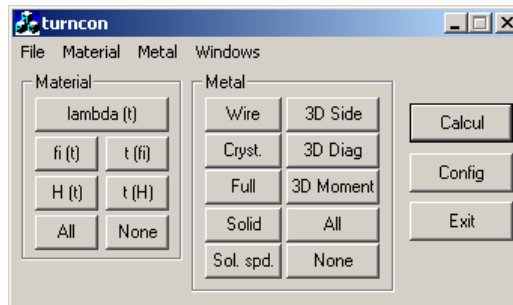 turncon
File Material Metal Windows
Material
lambda (t)
fi (t) t (fi)
H (t) t (H)
All None
Metal
Wire 3D Side
Cryst. 3D Diag
Full 3D Moment
Solid All
Sol. spd. None
Calcul
Config
Exit